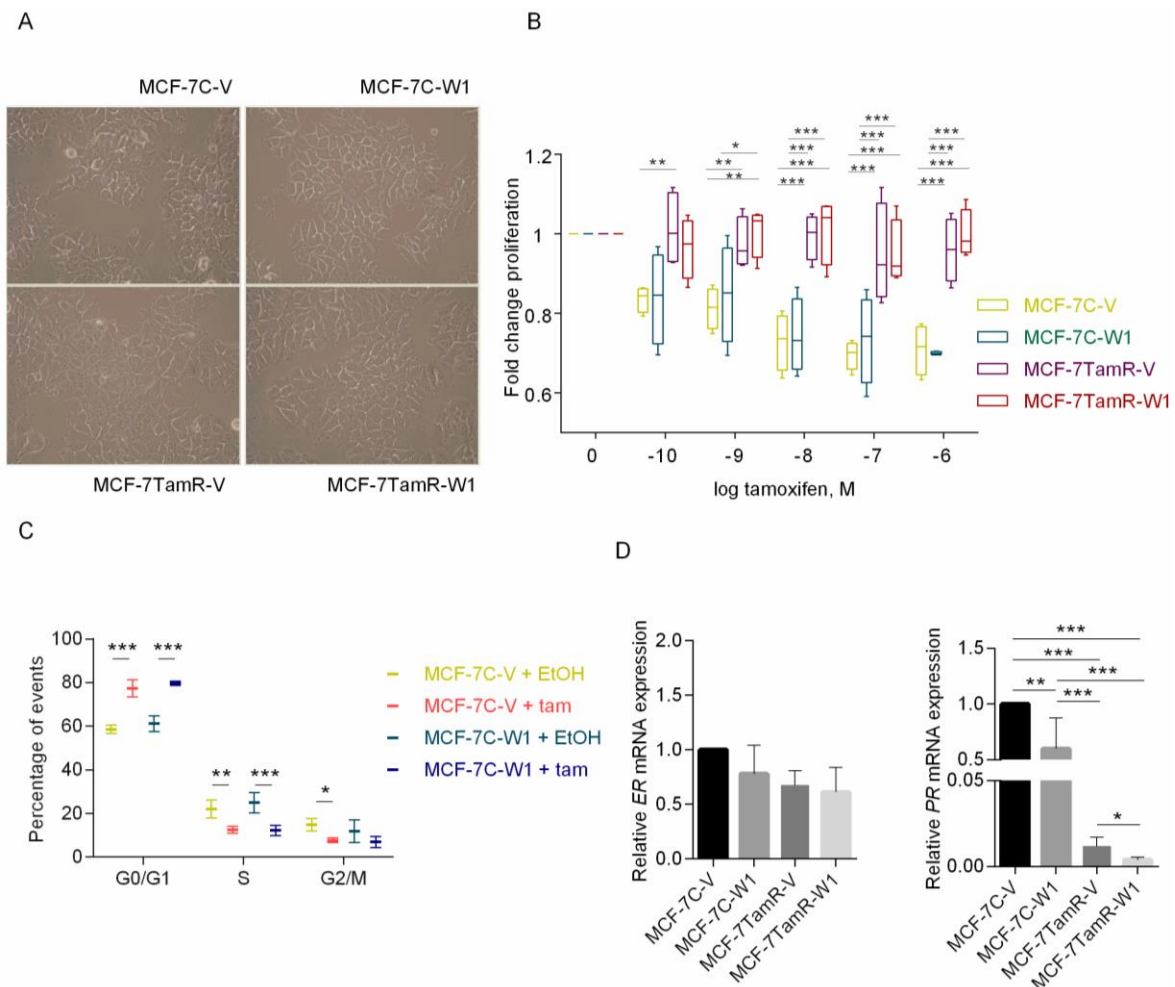 A
MCF-7C-V
MCF-7C-W1
MCF-7TamR-V
MCF-7TamR-W1
B
Fold change proliferation
1.2
1
0.8
0.6
**
*
**
**
***
***
***
***
***
***
***
***
***
***
***
***
0
-10
-9
-8
-7
-6
log tamoxifen, M
MCF-7C-V
MCF-7C-W1
MCF-7TamR-V
MCF-7TamR-W1
C
Percentage of events
100
80
60
40
20
0
***
***
**
***
*
G0/G1
S
G2/M
MCF-7C-V + EtOH
MCF-7C-V + tam
MCF-7C-W1 + EtOH
MCF-7C-W1 + tam
D
Relative ER mRNA expression
2.0
1.5
1.0
0.5
0.0
MCF-7C-V
MCF-7C-W1
MCF-7TamR-V
MCF-7TamR-W1
Relative PR mRNA expression
1.5
1.0
0.5
0.05
0.00
***
***
**
***
***
*
MCF-7C-V
MCF-7C-W1
MCF-7TamR-V
MCF-7TamR-W1